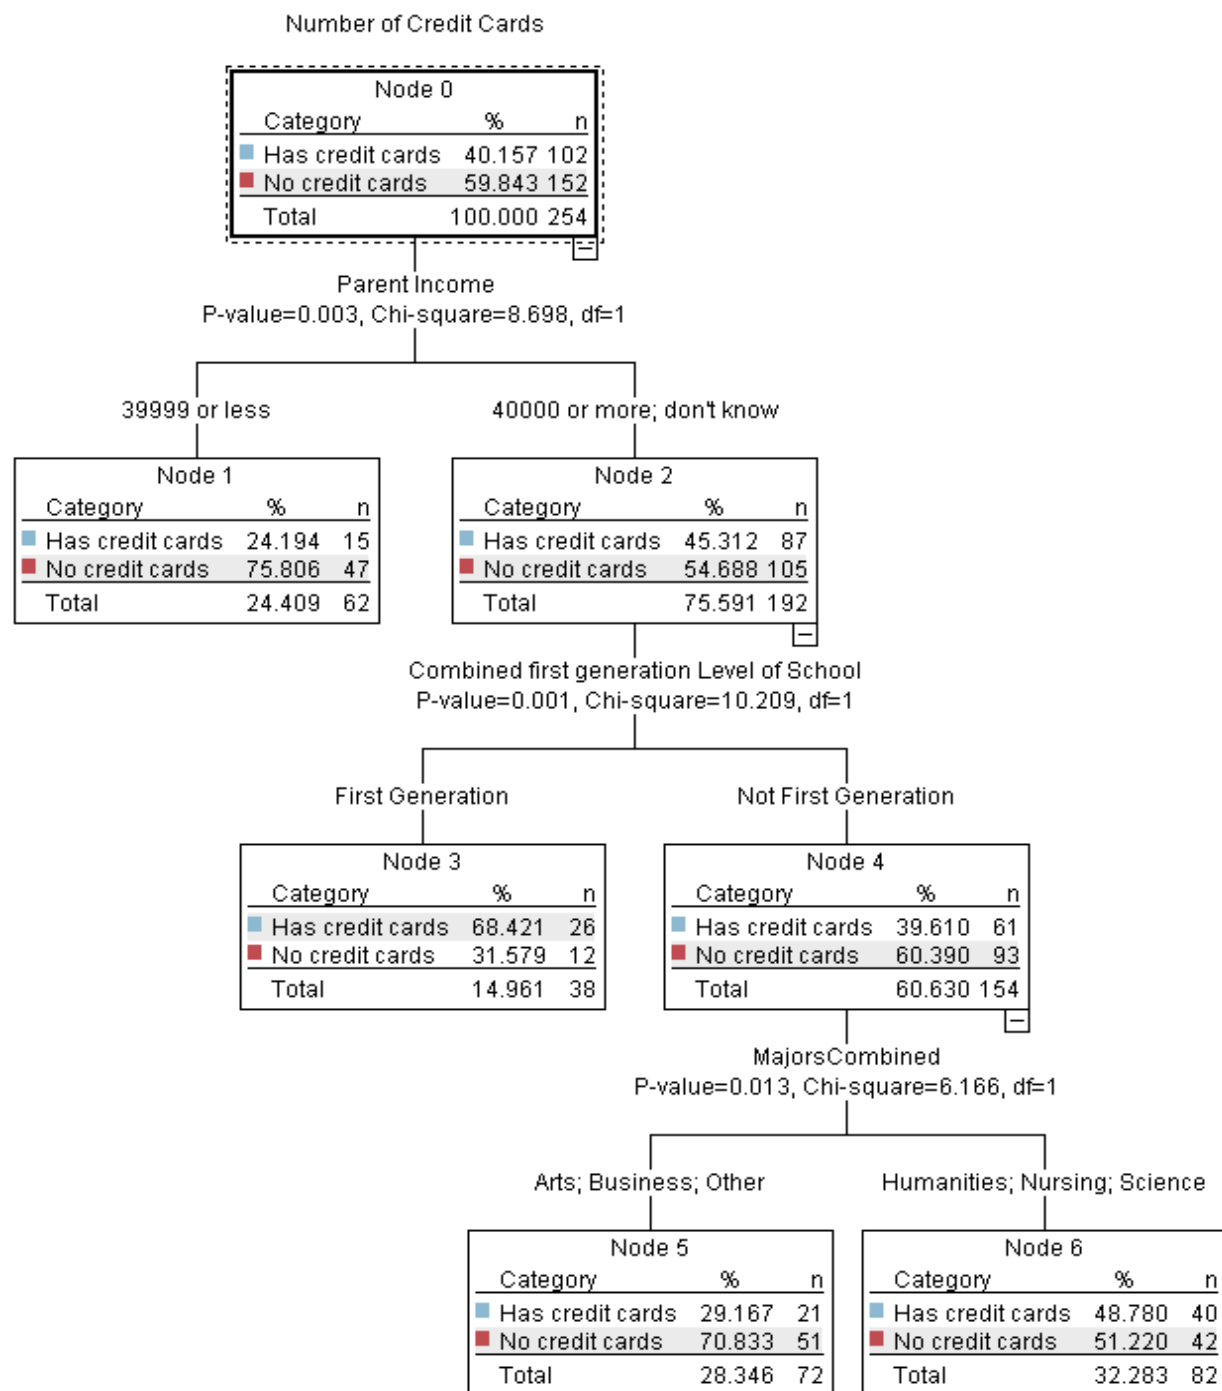 Number of Credit Cards
Node 0
Category % n
Has credit cards 40.157 102
No credit cards 59.843 152
Total 100.000 254
Parent Income
P-value=0.003, Chi-square=8.698, df=1
39999 or less
40000 or more; don't know
Node 1
Category % n
Has credit cards 24.194 15
No credit cards 75.806 47
Total 24.409 62
Node 2
Category % n
Has credit cards 45.312 87
No credit cards 54.688 105
Total 75.591 192
Combined first generation Level of School
P-value=0.001, Chi-square=10.209, df=1
First Generation
Not First Generation
Node 3
Category % n
Has credit cards 68.421 26
No credit cards 31.579 12
Total 14.961 38
Node 4
Category % n
Has credit cards 39.610 61
No credit cards 60.390 93
Total 60.630 154
MajorsCombined
P-value=0.013, Chi-square=6.166, df=1
Arts; Business; Other
Humanities; Nursing; Science
Node 5
Category % n
Has credit cards 29.167 21
No credit cards 70.833 51
Total 28.346 72
Node 6
Category % n
Has credit cards 48.780 40
No credit cards 51.220 42
Total 32.283 82